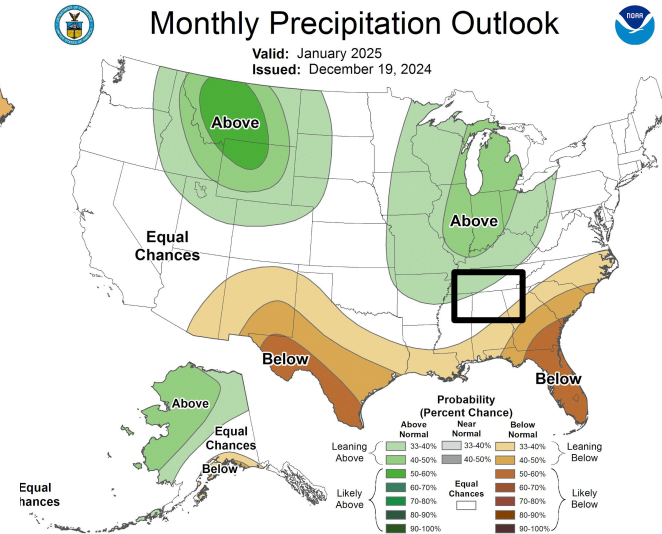 Monthly Precipitation Outlook
NOAA
Valid: January 2025
Issued: December 19, 2024
Above
Above
Equal
Chances
Below
Below
Above
Equal
Chances
Below
Equal
hances
Probability
(Percent Chance)
Above
Normal
Near
Normal
Below
Normal
Leaning
Above
33-40%
40-50%
33-40%
40-50%
33-40%
40-50%
Leaning
Below
Likely
Above
50-60%
60-70%
70-80%
80-90%
90-100%
Equal
Chances
50-60%
60-70%
70-80%
80-90%
90-100%
Likely
Below